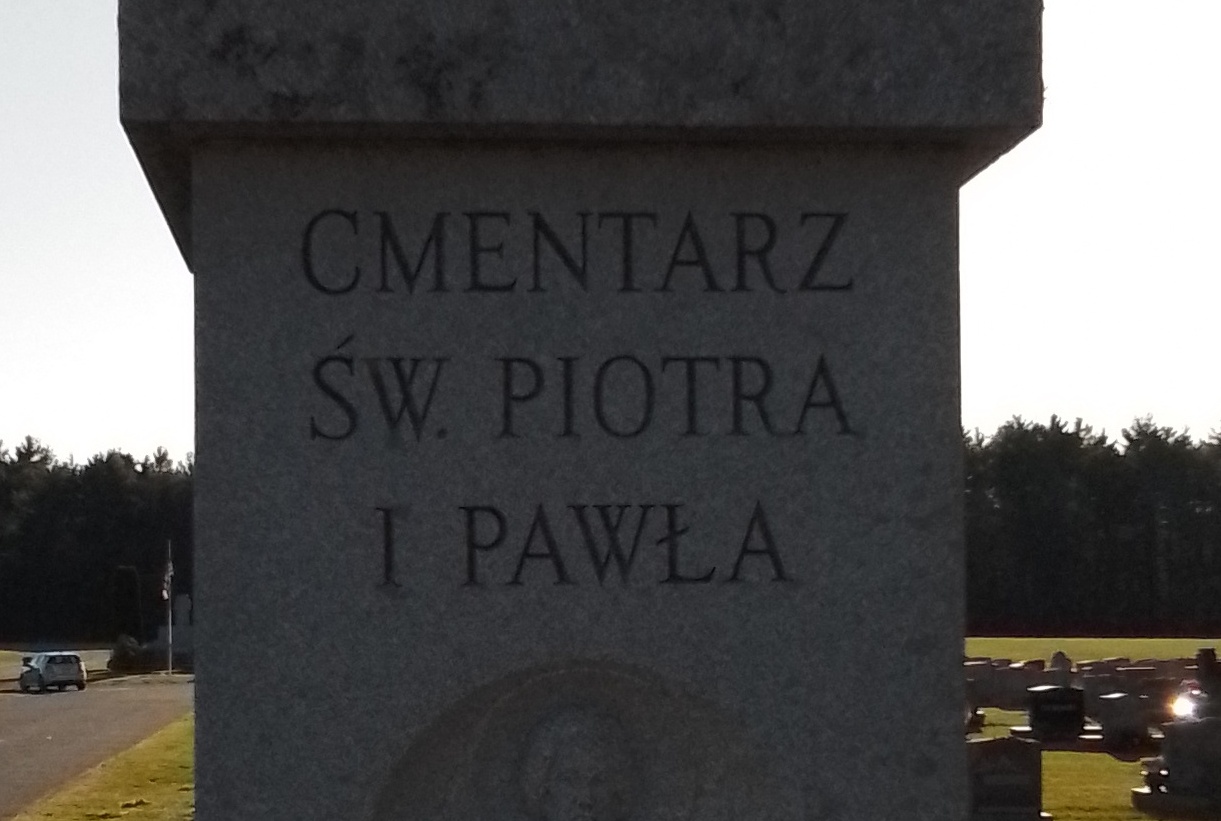 CMENTARZ
ŚW. PIOTRA
I PAWŁA